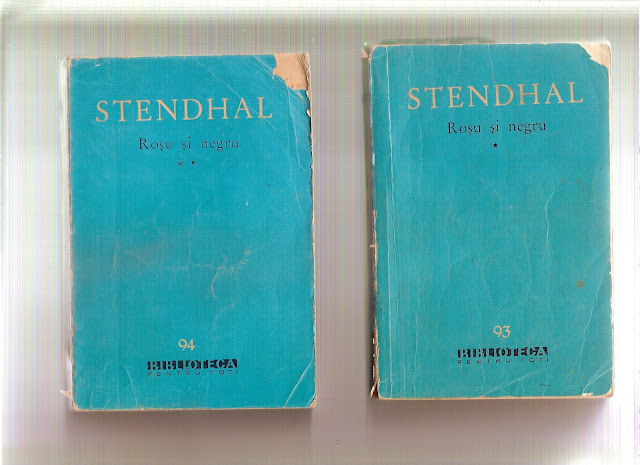 STENDHAL
Roșu și negru
* *
94
BIBLIOTECA
PENTRU TOȚI
STENDHAL
Roșu și negru
*
93
BIBLIOTECA
PENTRU TOȚI